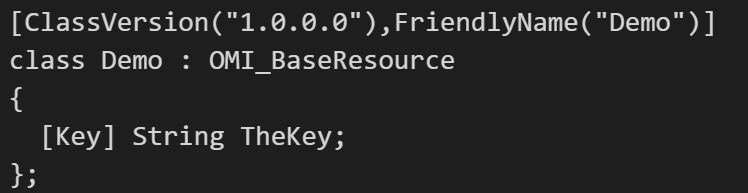 [ClassVersion("1.0.0.0"),FriendlyName("Demo")]
class Demo : OMI_BaseResource
{
  [Key] String TheKey;
};